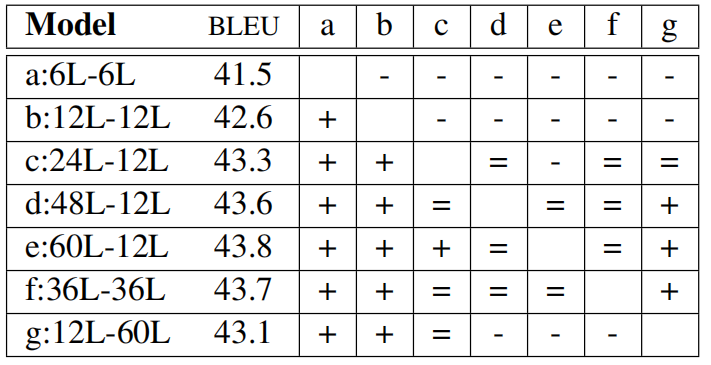 Model BLEU a b c d e f g
a:6L-6L 41.5 - - - - - -
b:12L-12L 42.6 + - - - - -
c:24L-12L 43.3 + + = - = =
d:48L-12L 43.6 + + = = = +
e:60L-12L 43.8 + + + = = +
f:36L-36L 43.7 + + = = = +
g:12L-60L 43.1 + + = - - -